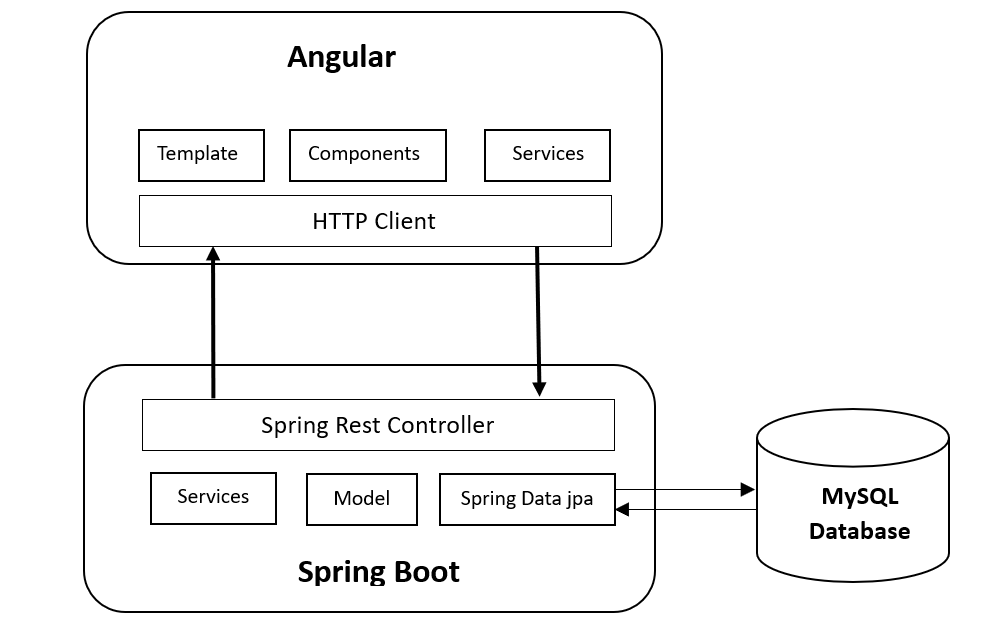 Angular
Template
Components
Services
HTTP Client
Spring Rest Controller
Services
Model
Spring Data jpa
Spring Boot
MySQL
Database